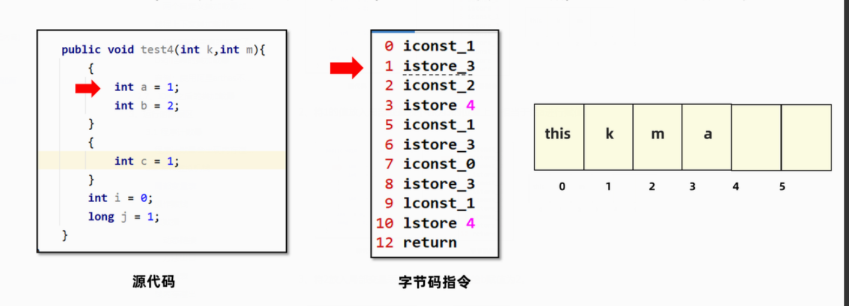 public void test4(int k,int m){
{
int a = 1;
int b = 2;
}
{
int c = 1;
}
int i = 0;
long j = 1;
}
源代码
0 iconst_1
1 istore_3
2 iconst_2
3 istore 4
5 iconst_1
6 istore_3
7 iconst_0
8 istore_3
9 lconst_1
10 lstore 4
12 return
字节码指令
this k m a
0 1 2 3 4 5